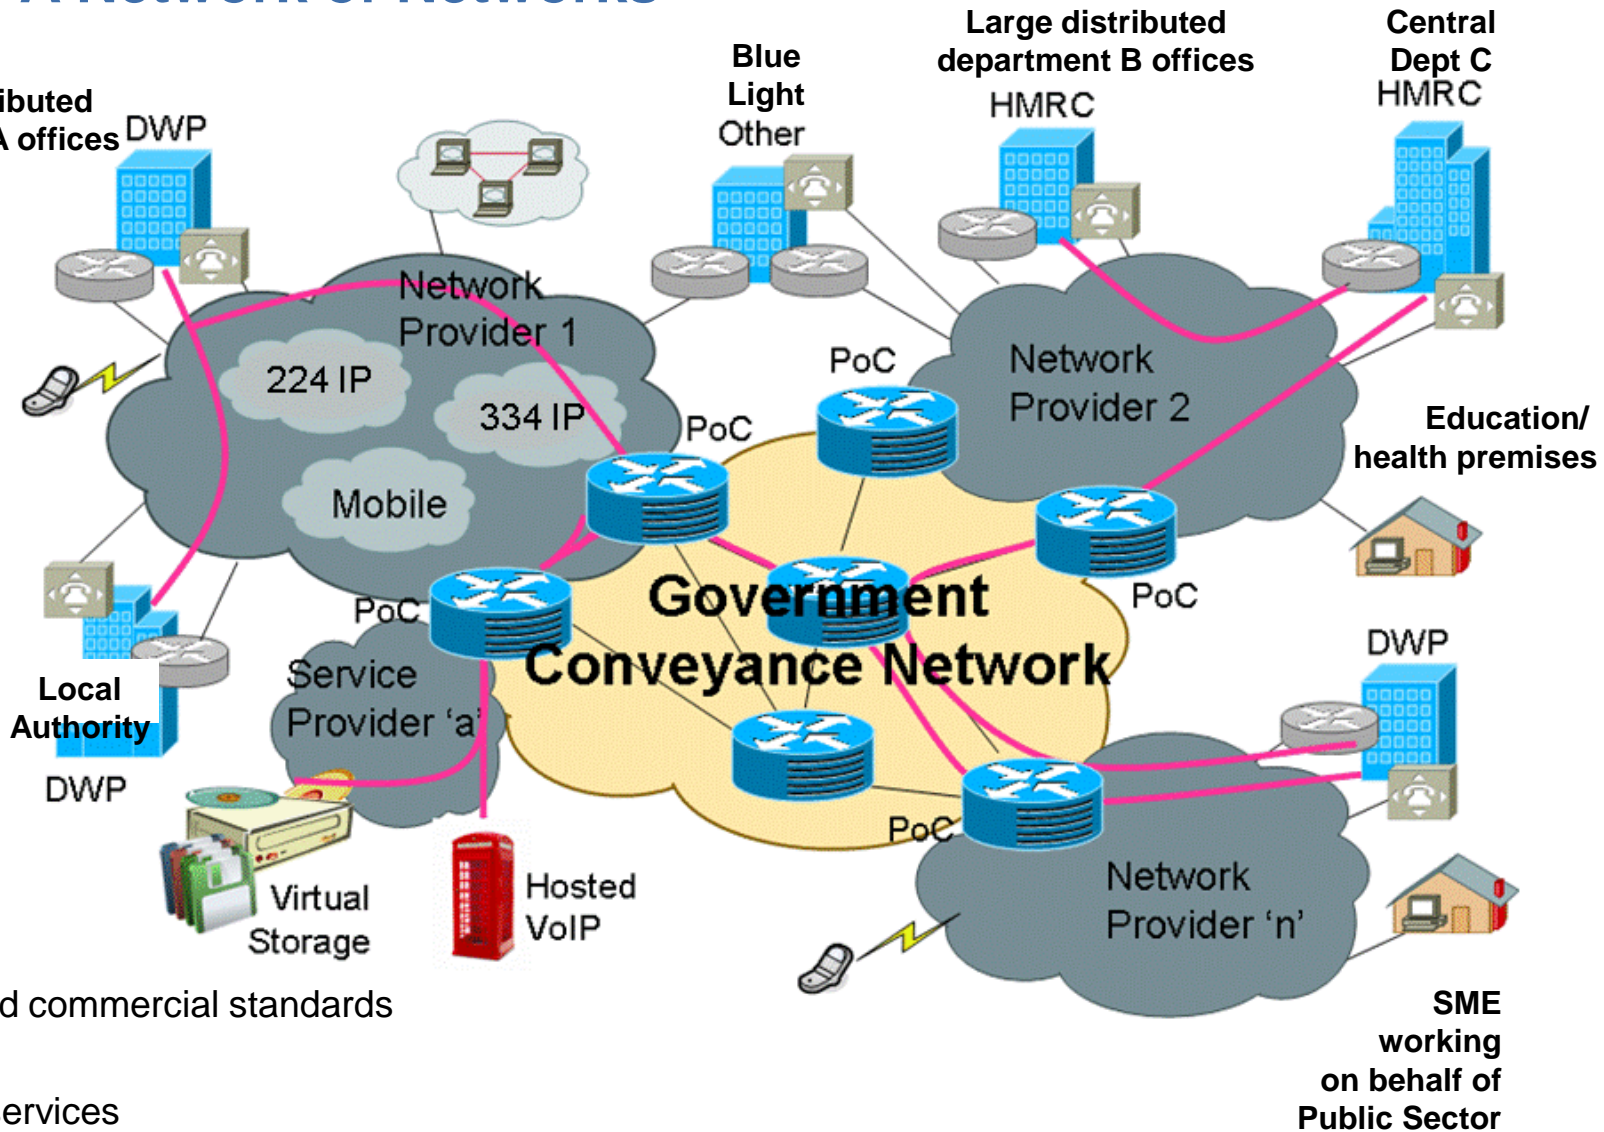 A Network of Networks
Large distributed
department B offices
HMRC
Central
Dept C
HMRC
Blue
Light
Other
ibuted
A offices
DWP
Network
Provider 1
224 IP
334 IP
Mobile
PoC
PoC
Network
Provider 2
Education/
health premises
PoC
PoC
Government
Conveyance Network
Service
Provider 'a'
Local
Authority
DWP
DWP
PoC
Network
Provider 'n'
Virtual
Storage
Hosted
VoIP
d commercial standards
ervices
SME
working
on behalf of
Public Sector